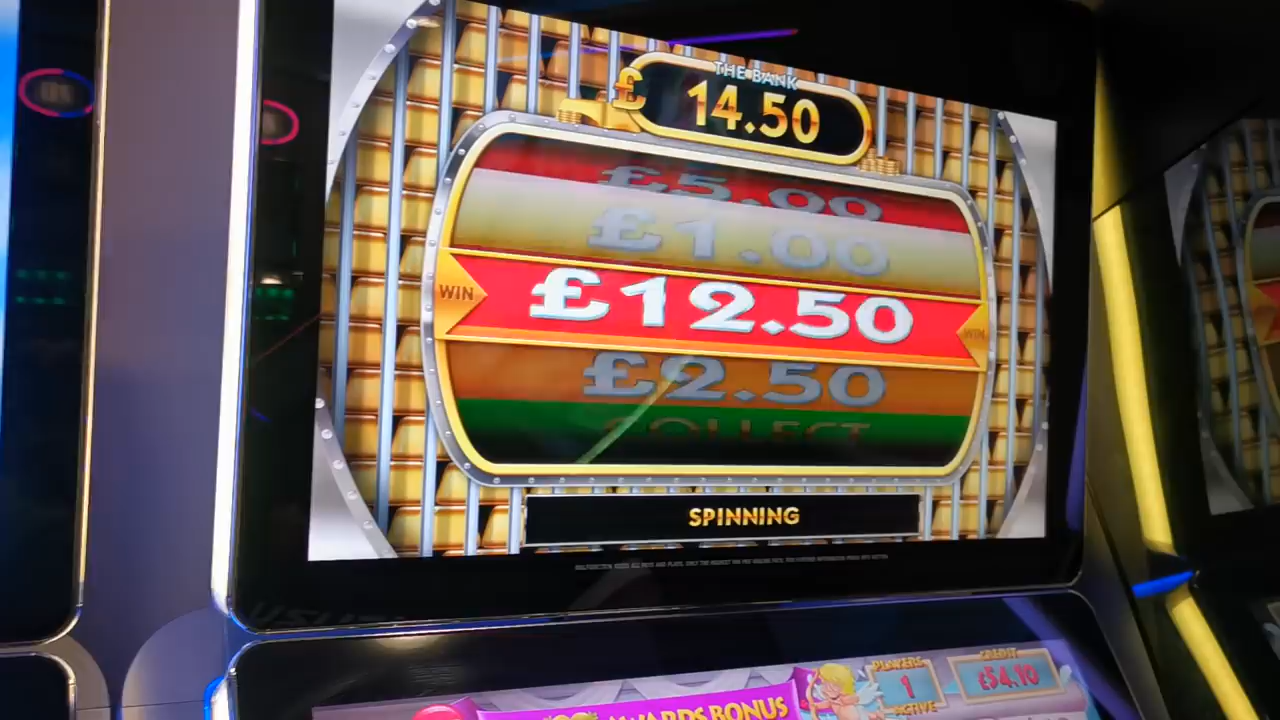 THE BANK
£ 14.50
£5.00
£1.00
WIN £12.50 WIN
£2.50
COLLECT
SPINNING
PLAYERS
1
ACTIVE
CREDIT
£54.10
AWARDS BONUS